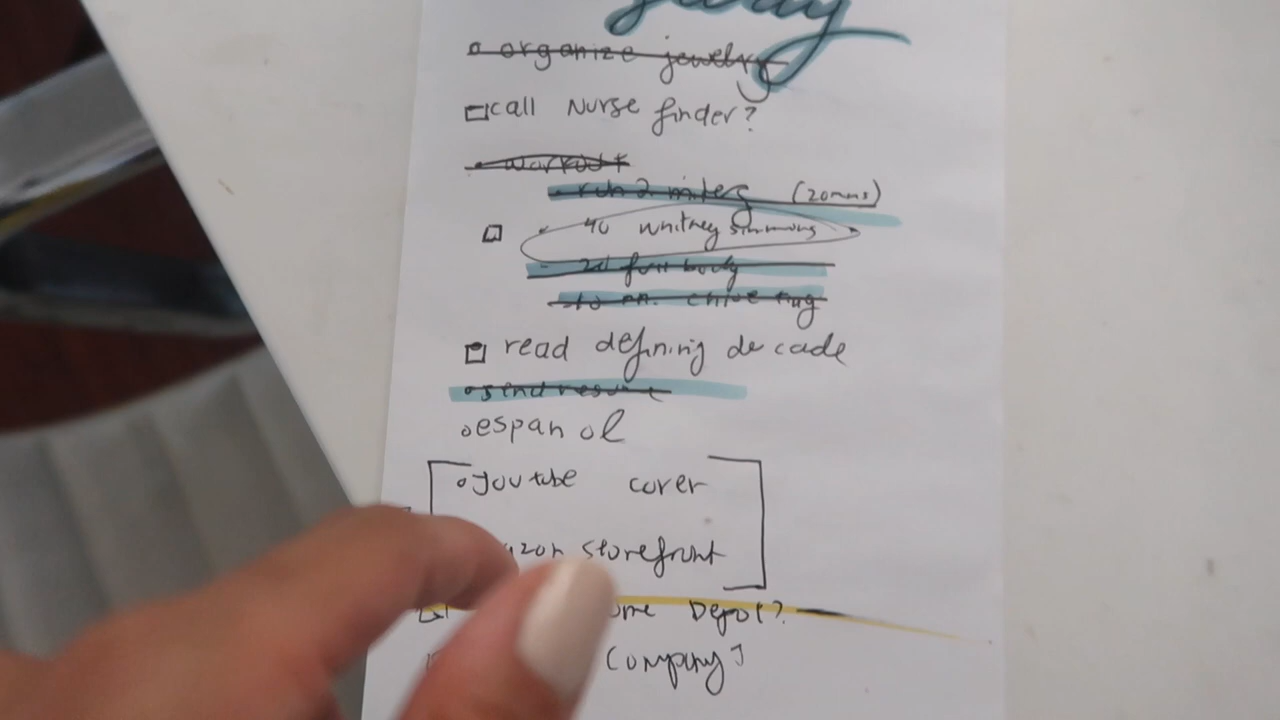 organize jewelry
call Nurse finder?
workout
run 2 miles (20mns)
40 whitney simmons
full body
read defining decade
send resume
espanol
youtube cover
storefront
Depot?
company